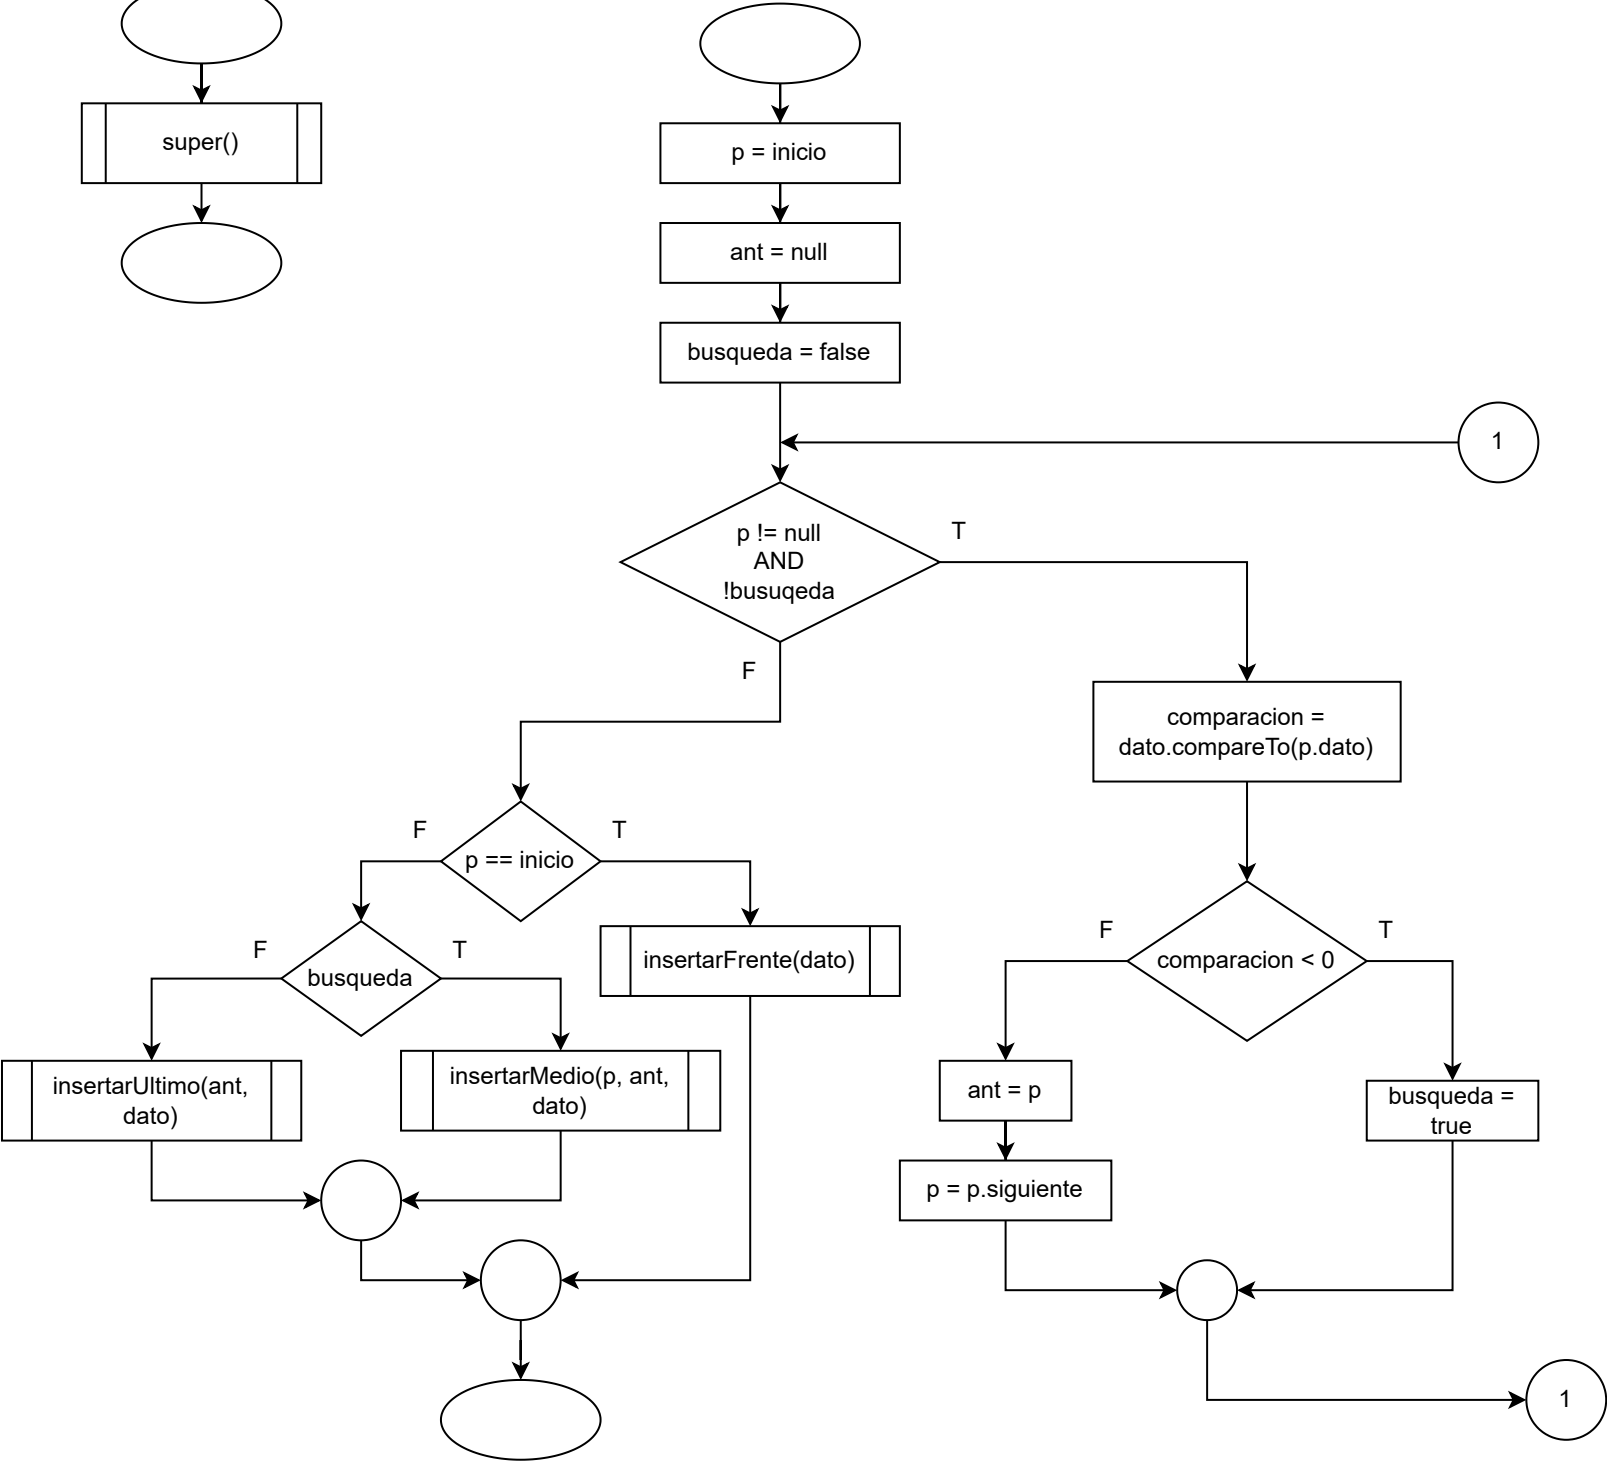 super()
p = inicio
ant = null
busqueda = false
1
p != null
AND
!busuqeda
T
F
comparacion =
dato.compareTo(p.dato)
F
T
p == inicio
F
T
comparacion < 0
F
T
busqueda
insertarFrente(dato)
insertarUltimo(ant,
dato)
insertarMedio(p, ant,
dato)
ant = p
busqueda =
true
p = p.siguiente
1